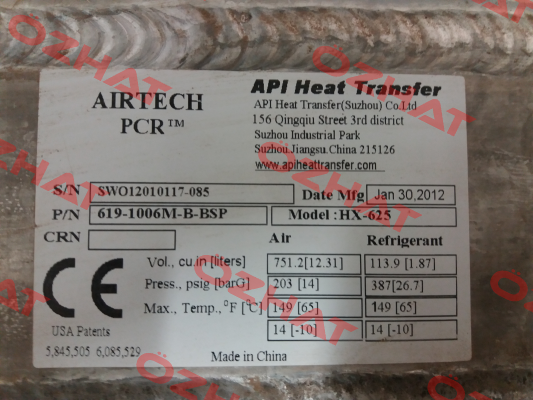 AIRTECH
PCR™
API Heat Transfer
API Heat Transfer(Suzhou) Co.Ltd
156 Qingqiu Street 3rd district
Suzhou Industrial Park
Suzhou.Jiangsu.China 215126
www.apiheattransfer.com
S/N SWO12010117-085 Date Mfg Jan 30,2012
P/N 619-1006M-B-BSP Model:HX-625
CRN Air Refrigerant
Vol., cu.in [liters] 751.2[12.31] 113.9 [1.87]
Press., psig [barG] 203 [14] 387[26.7]
Max., Temp., °F [°C] 149 [65] 149 [65]
14 [-10] 14 [-10]
CE
USA Patents
5,845,505 6,085,529
Made in China
OZHAT
OZHAT
OZHAT
OZHAT
OZHAT